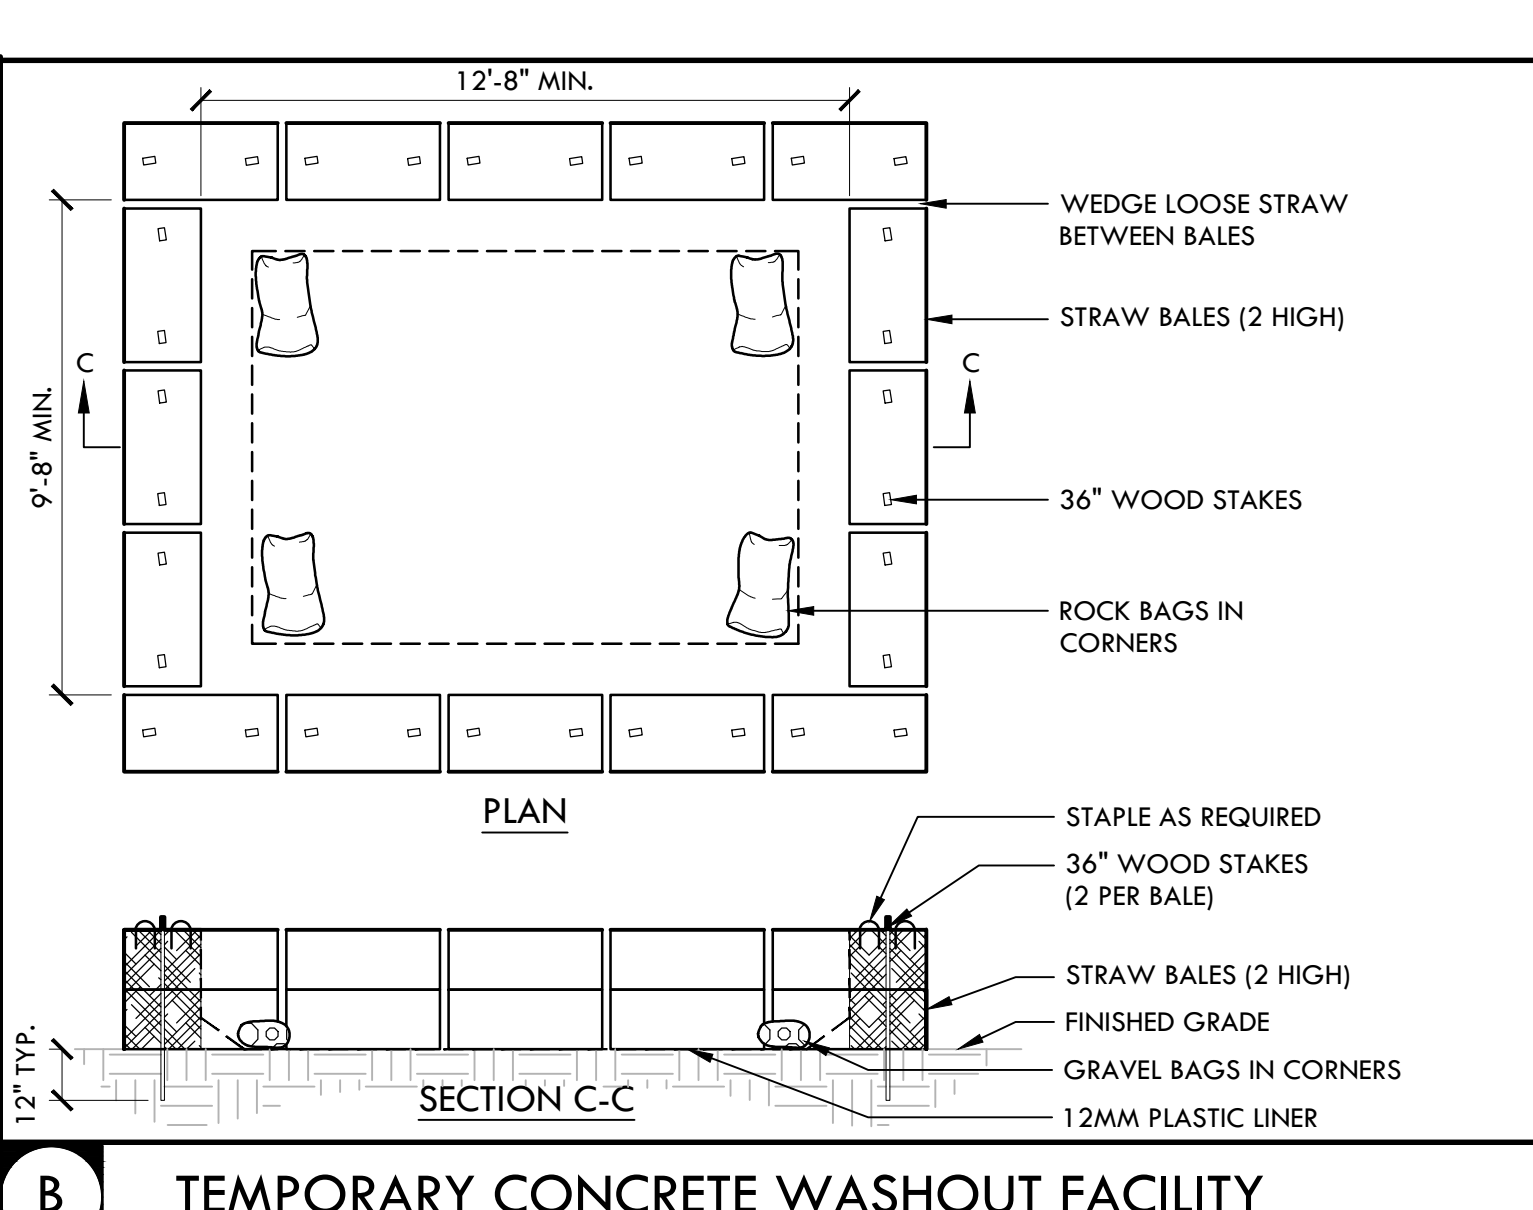 12'-8" MIN.
WEDGE LOOSE STRAW
BETWEEN BALES
STRAW BALES (2 HIGH)
C
C
9'-8" MIN.
36" WOOD STAKES
ROCK BAGS IN
CORNERS
PLAN
STAPLE AS REQUIRED
36" WOOD STAKES
(2 PER BALE)
STRAW BALES (2 HIGH)
FINISHED GRADE
12" TYP.
GRAVEL BAGS IN CORNERS
SECTION C-C
12MM PLASTIC LINER
B
TEMPORARY CONCRETE WASHOUT FACILITY